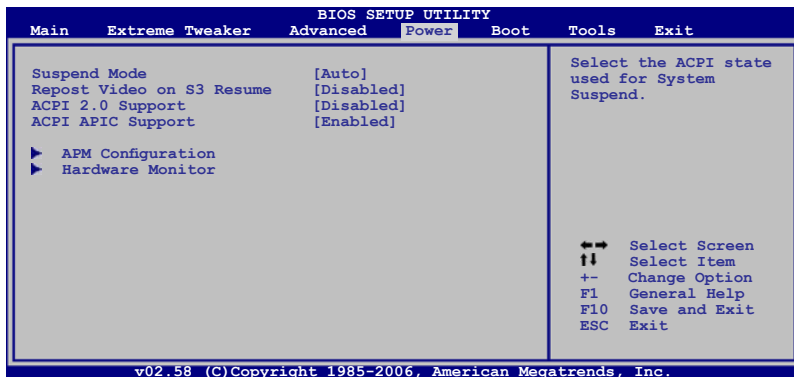 BIOS SETUP UTILITY
Main Extreme Tweaker Advanced Power Boot Tools Exit
Suspend Mode [Auto]
Repost Video on S3 Resume [Disabled]
ACPI 2.0 Support [Disabled]
ACPI APIC Support [Enabled]
APM Configuration
Hardware Monitor
Select the ACPI state
used for System
Suspend.
←→ Select Screen
↑↓ Select Item
+- Change Option
F1 General Help
F10 Save and Exit
ESC Exit
v02.58 (C)Copyright 1985-2006, American Megatrends, Inc.